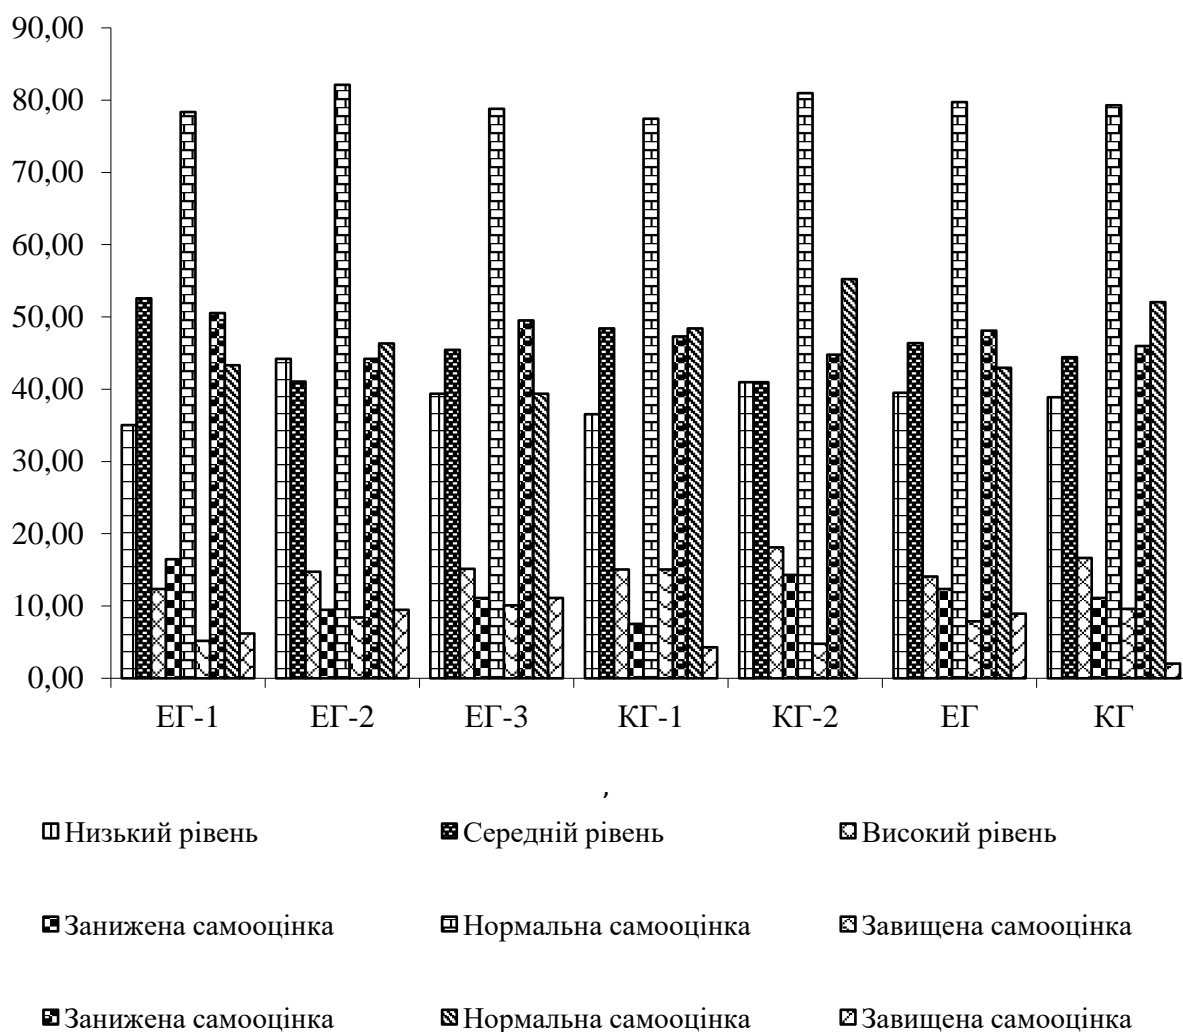 90,00
80,00
70,00
60,00
50,00
40,00
30,00
20,00
10,00
0,00
ЕГ-1 ЕГ-2 ЕГ-3 КГ-1 КГ-2 ЕГ КГ
,
Низький рівень Середній рівень Високий рівень
Занижена самооцінка Нормальна самооцінка Завищена самооцінка
Занижена самооцінка Нормальна самооцінка Завищена самооцінка